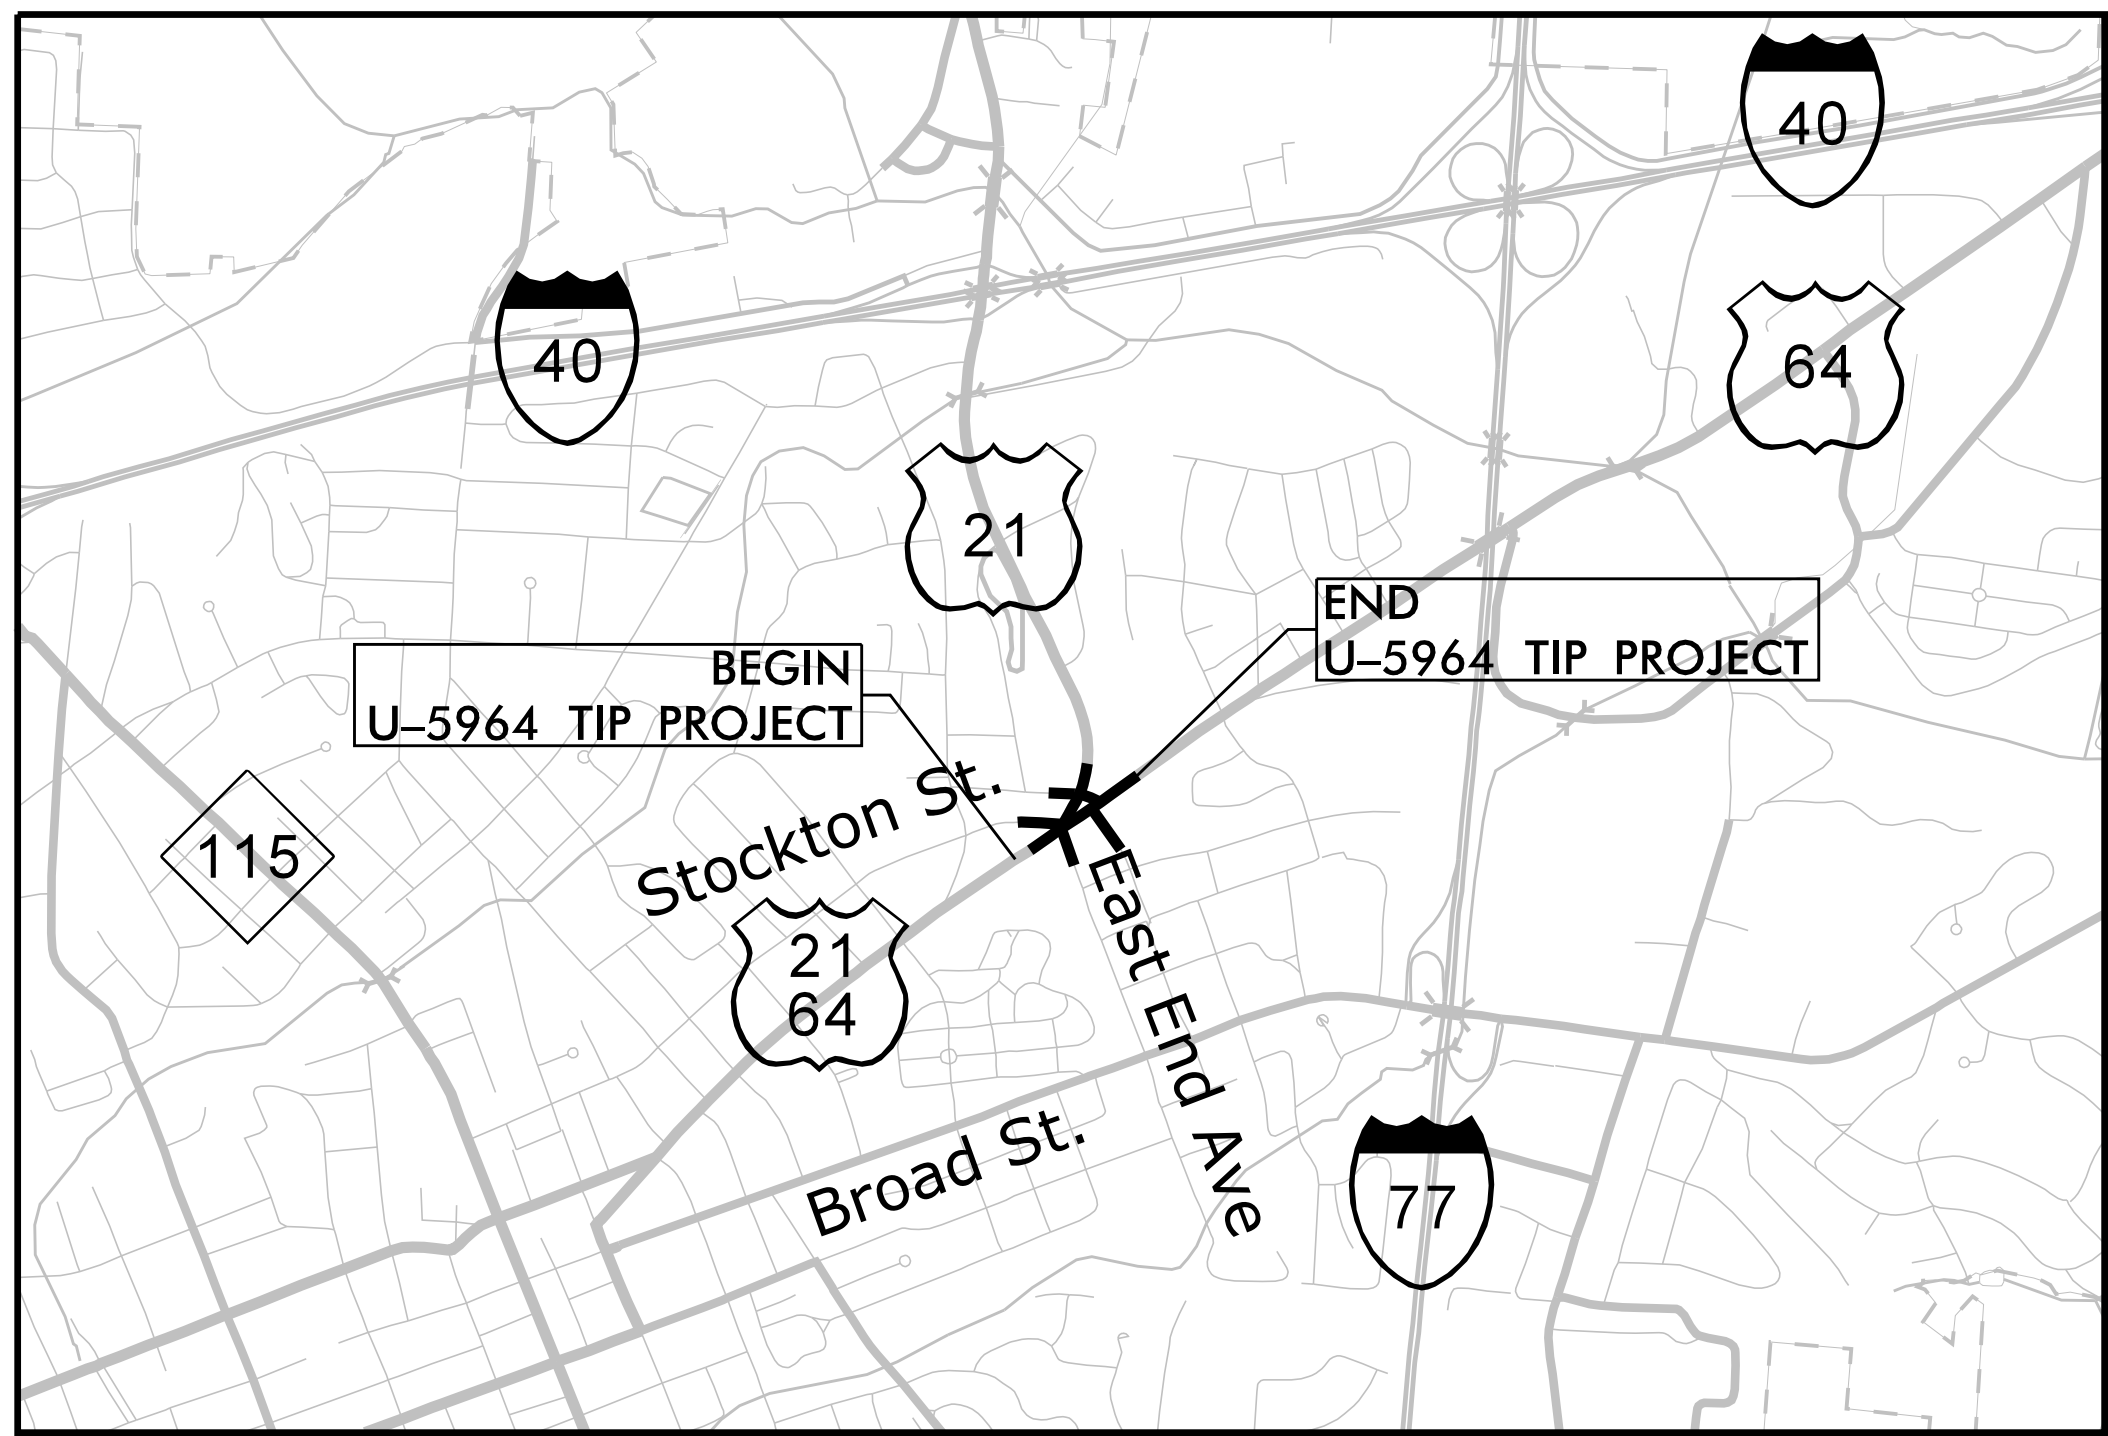 40
40
64
21
END
U–5964 TIP PROJECT
BEGIN
U–5964 TIP PROJECT
Stockton St.
115
East End Ave
21
64
Broad St.
77